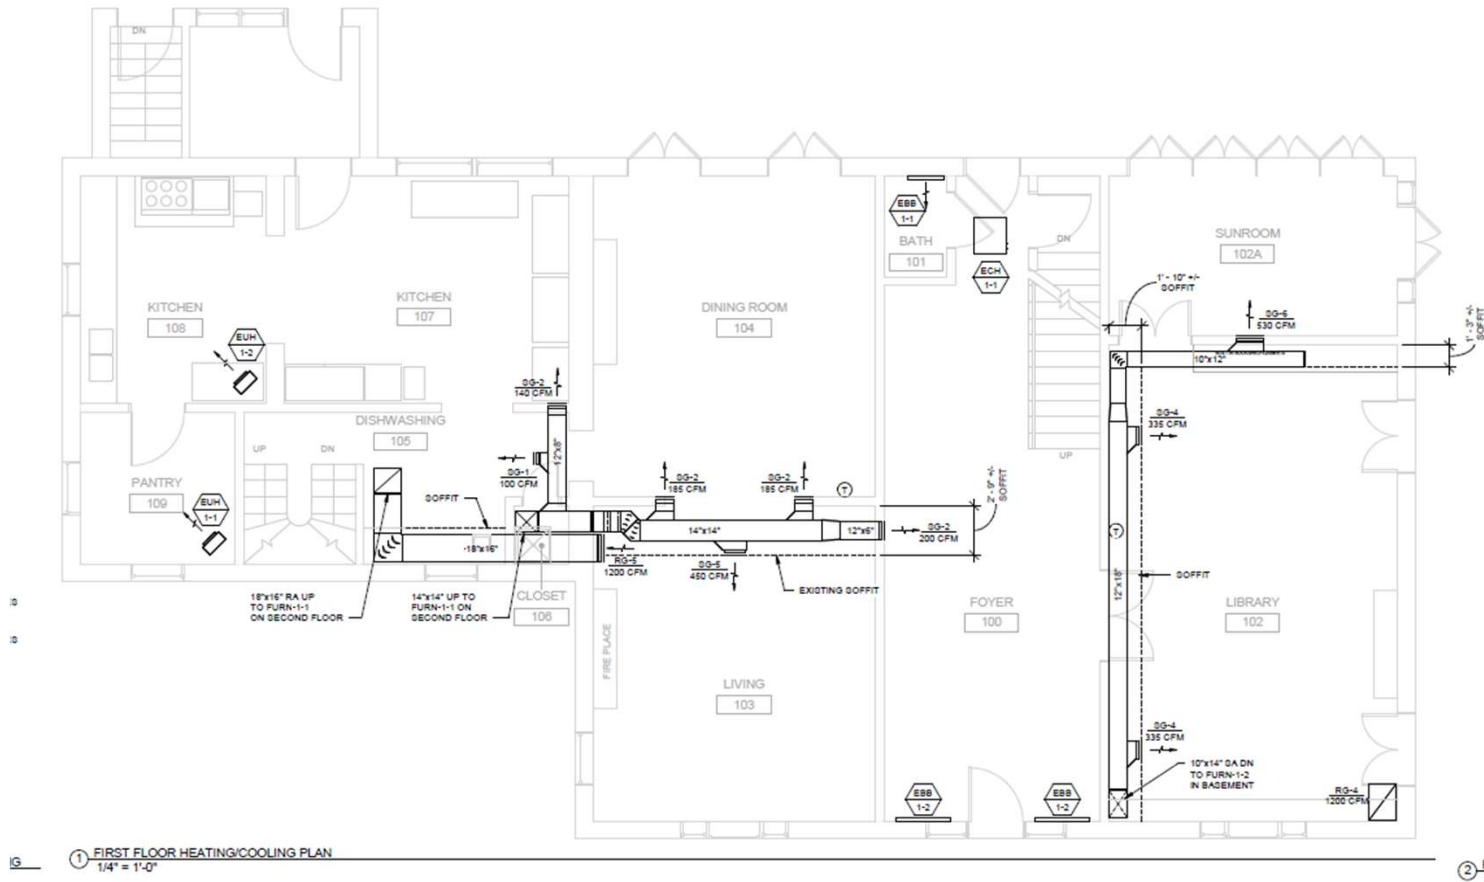 DN
KITCHEN
108
KITCHEN
107
EUH
1-2
DINING ROOM
104
EBB
1-1
BATH
101
ECH
1-1
DN
SUNROOM
102A
1' - 10" +/-
SOFFIT
SG-6
530 CFM
1' - 3" +/-
SOFFIT
10"x12"
SG-2
140 CFM
12"x8"
DISHWASHING
105
UP
DN
SG-1
100 CFM
SG-4
335 CFM
UP
PANTRY
109
EUH
1-1
SOFFIT
SG-2
185 CFM
SG-2
185 CFM
T
2' - 9" +/-
SOFFIT
14"x14"
12"x6"
SG-2
200 CFM
T
18"x16"
RG-5
1200 CFM
SG-5
450 CFM
EXISTING SOFFIT
12"x18"
SOFFIT
18"x16" RA UP
TO FURN-1-1
ON SECOND FLOOR
14"x14" UP TO
FURN-1-1 ON
SECOND FLOOR
CLOSET
106
FIRE PLACE
FOYER
100
LIBRARY
102
LIVING
103
SG-4
335 CFM
10"x14" SA DN
TO FURN-1-2
IN BASEMENT
EBB
1-2
EBB
1-2
RG-4
1200 CFM
1
FIRST FLOOR HEATING/COOLING PLAN
1/4" = 1'-0"
2